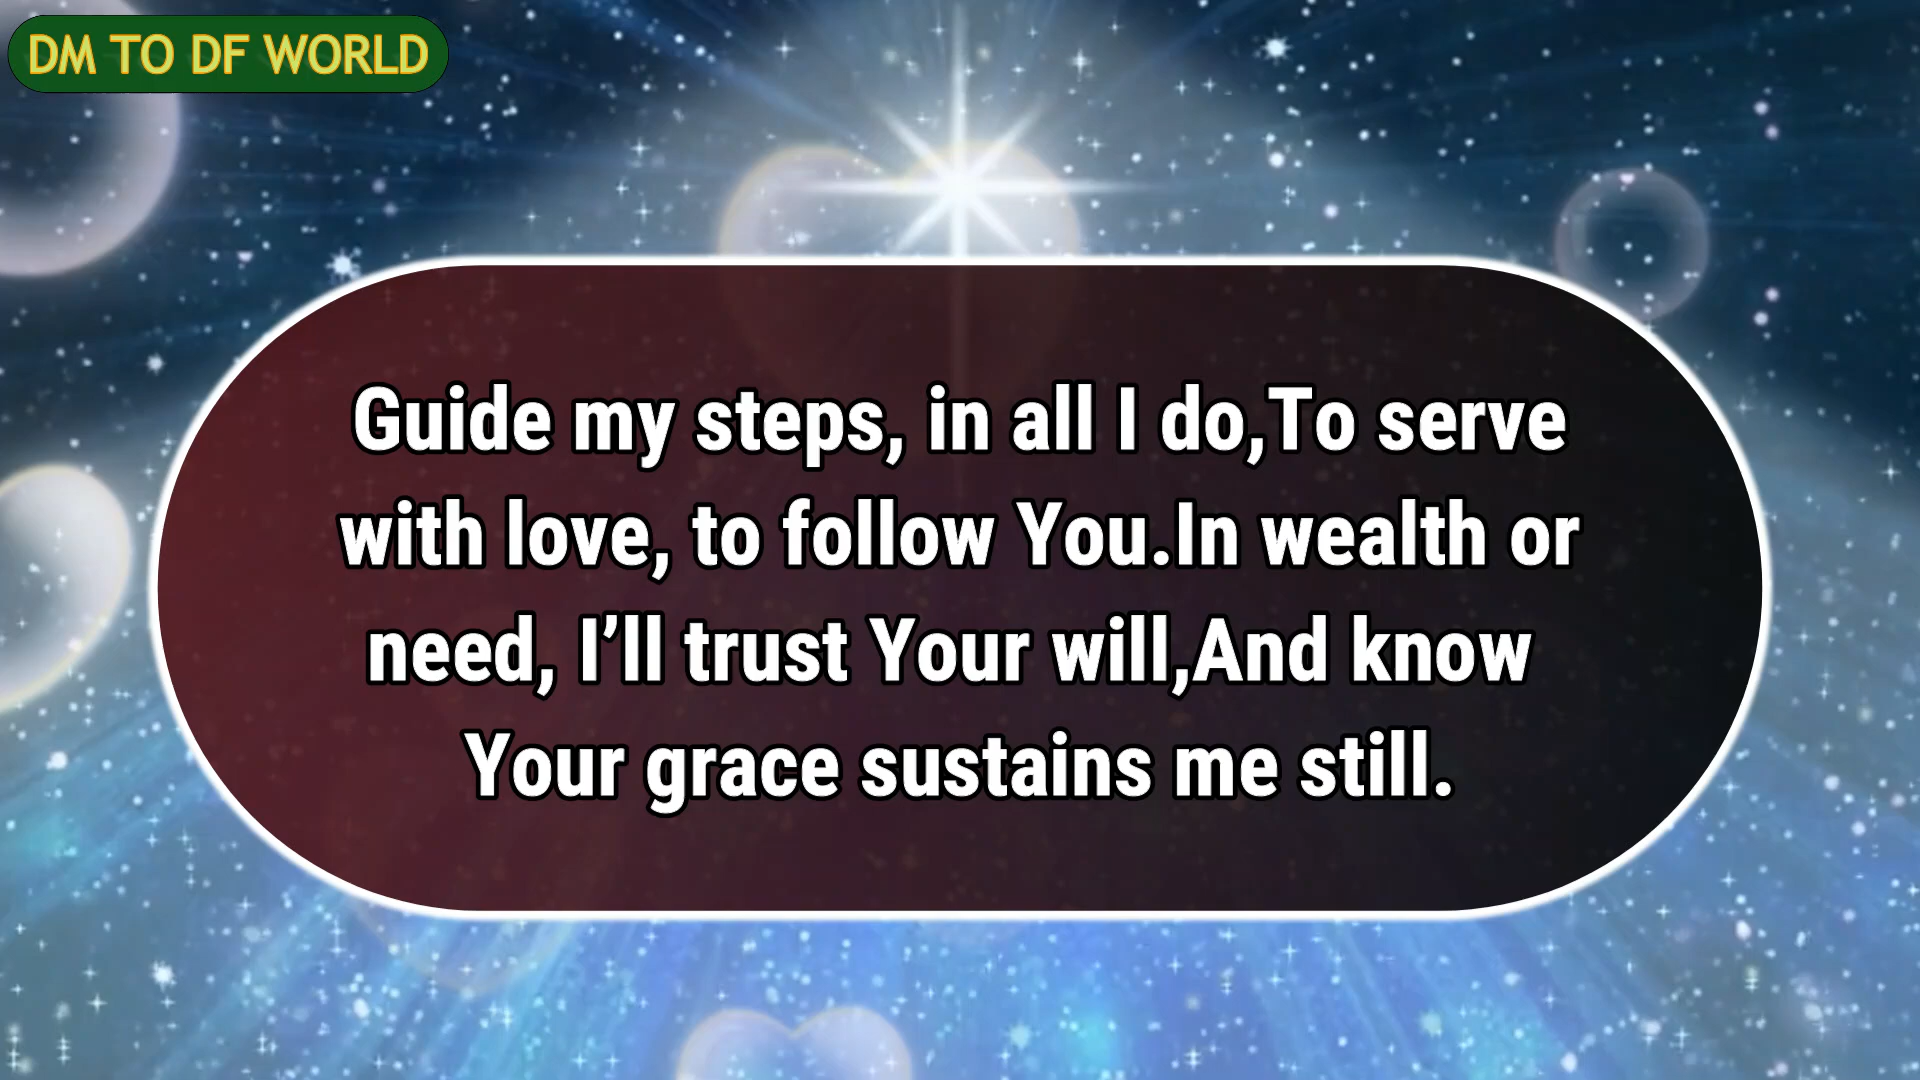 DM TO DF WORLD
Guide my steps, in all I do,To serve
with love, to follow You.In wealth or
need, I’ll trust Your will,And know
Your grace sustains me still.